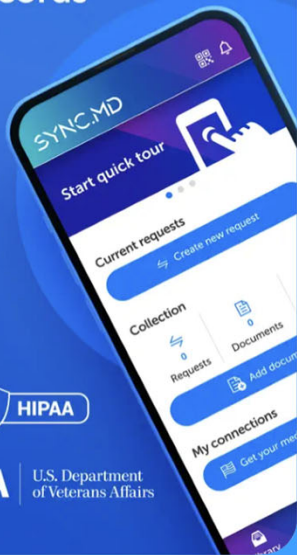 SYNC.MD
Start quick tour
Current requests
Create new request
Collection
0
Requests
0
Documents
Add docum
My connections
Get your me
HIPAA
A
U.S. Department
of Veterans Affairs